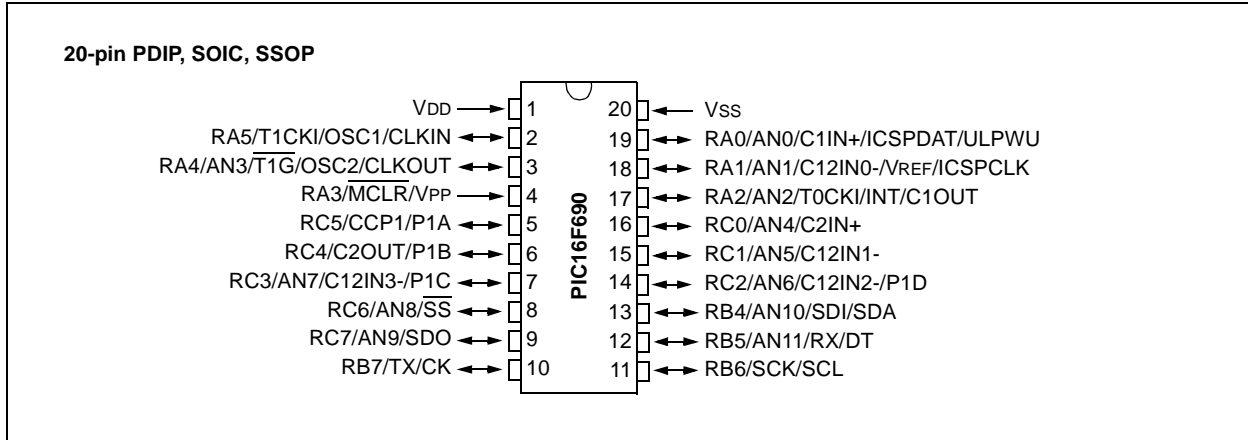 20-pin PDIP, SOIC, SSOP
VDD 1 20 VSS
RA5/T1CKI/OSC1/CLKIN 2 19 RA0/AN0/C1IN+/ICSPDAT/ULPWU
RA4/AN3/T1G/OSC2/CLKOUT 3 18 RA1/AN1/C12IN0-/VREF/ICSPCLK
RA3/MCLR/VPP 4 17 RA2/AN2/T0CKI/INT/C1OUT
RC5/CCP1/P1A 5 16 RC0/AN4/C2IN+
RC4/C2OUT/P1B 6 15 RC1/AN5/C12IN1-
RC3/AN7/C12IN3-/P1C 7 14 RC2/AN6/C12IN2-/P1D
RC6/AN8/SS 8 13 RB4/AN10/SDI/SDA
RC7/AN9/SDO 9 12 RB5/AN11/RX/DT
RB7/TX/CK 10 11 RB6/SCK/SCL
PIC16F690